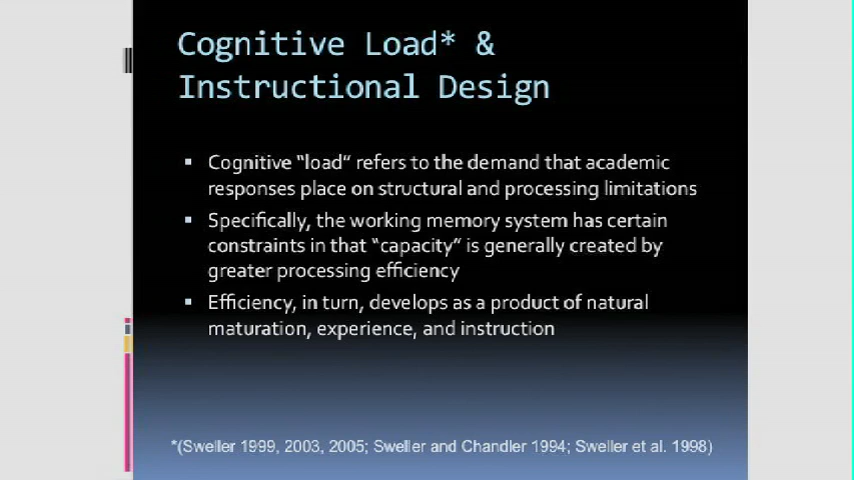 Cognitive Load* &
Instructional Design
▪ Cognitive "load" refers to the demand that academic
responses place on structural and processing limitations
▪ Specifically, the working memory system has certain
constraints in that "capacity" is generally created by
greater processing efficiency
▪ Efficiency, in turn, develops as a product of natural
maturation, experience, and instruction
*(Sweller 1999, 2003, 2005; Sweller and Chandler 1994; Sweller et al. 1998)